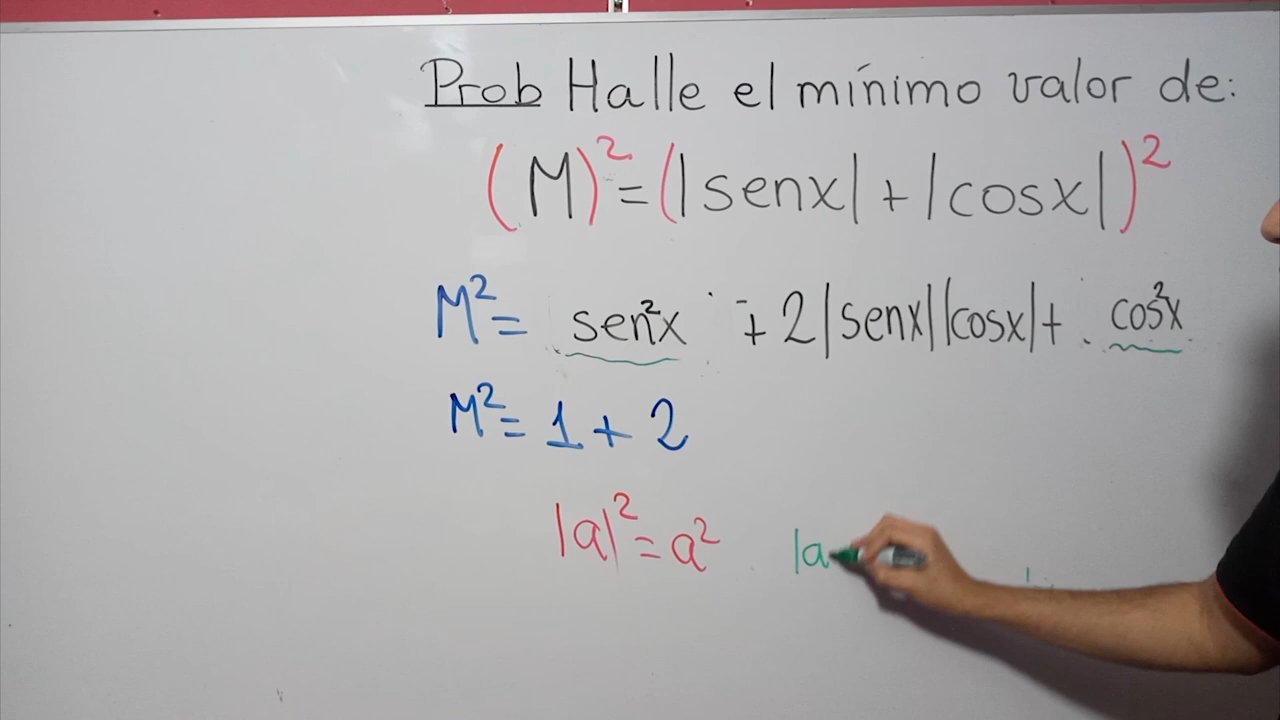 Prob Halle el mínimo valor de:
(M)² = (|senx| + |cosx|)²
M² = sen²x + 2|senx||cosx| + cos²x
M² = 1 + 2
|a|² = a² |a